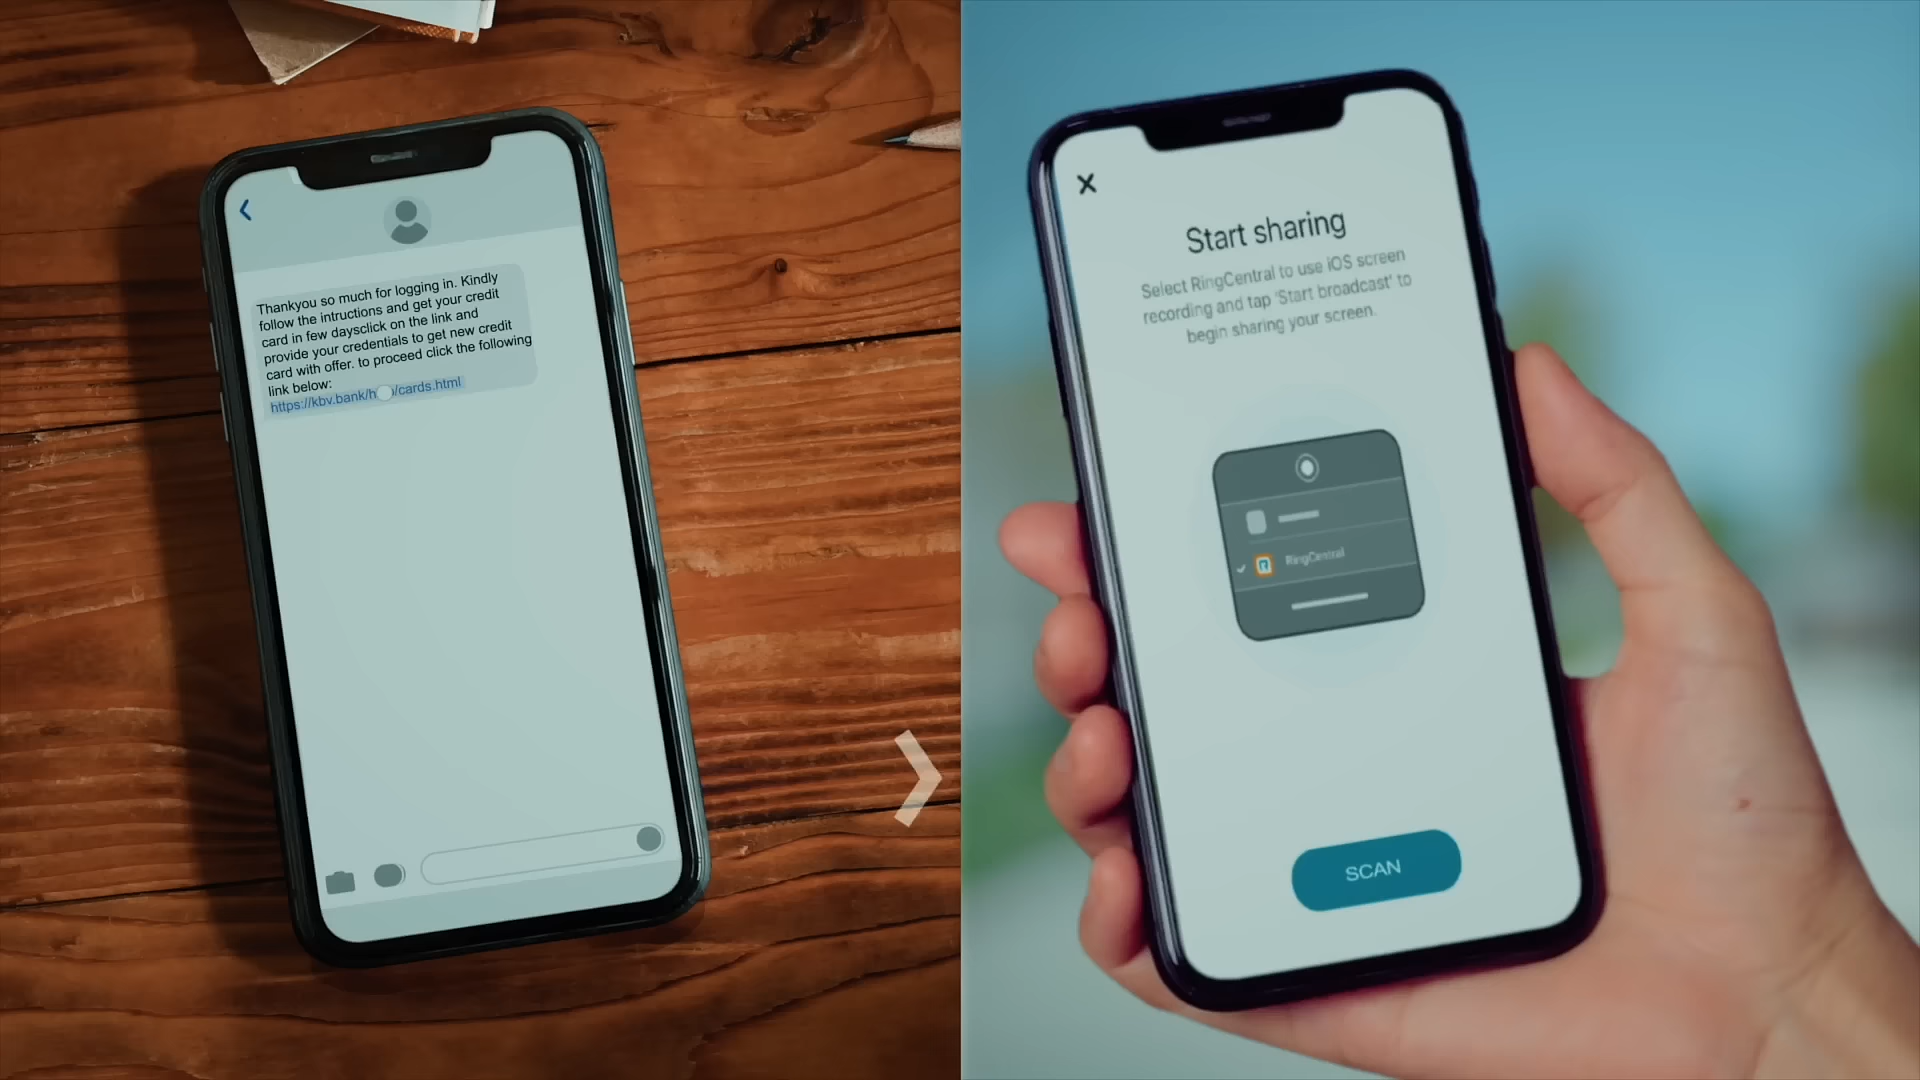 Thankyou so much for logging in. Kindly
follow the intructions and get your credit
card in few daysclick on the link and
provide your credentials to get new credit
card with offer. to proceed click the following
link below:
https://kbv.bank/h /cards.html
Start sharing
Select RingCentral to use iOS screen
recording and tap 'Start broadcast' to
begin sharing your screen.
RingCentral
SCAN